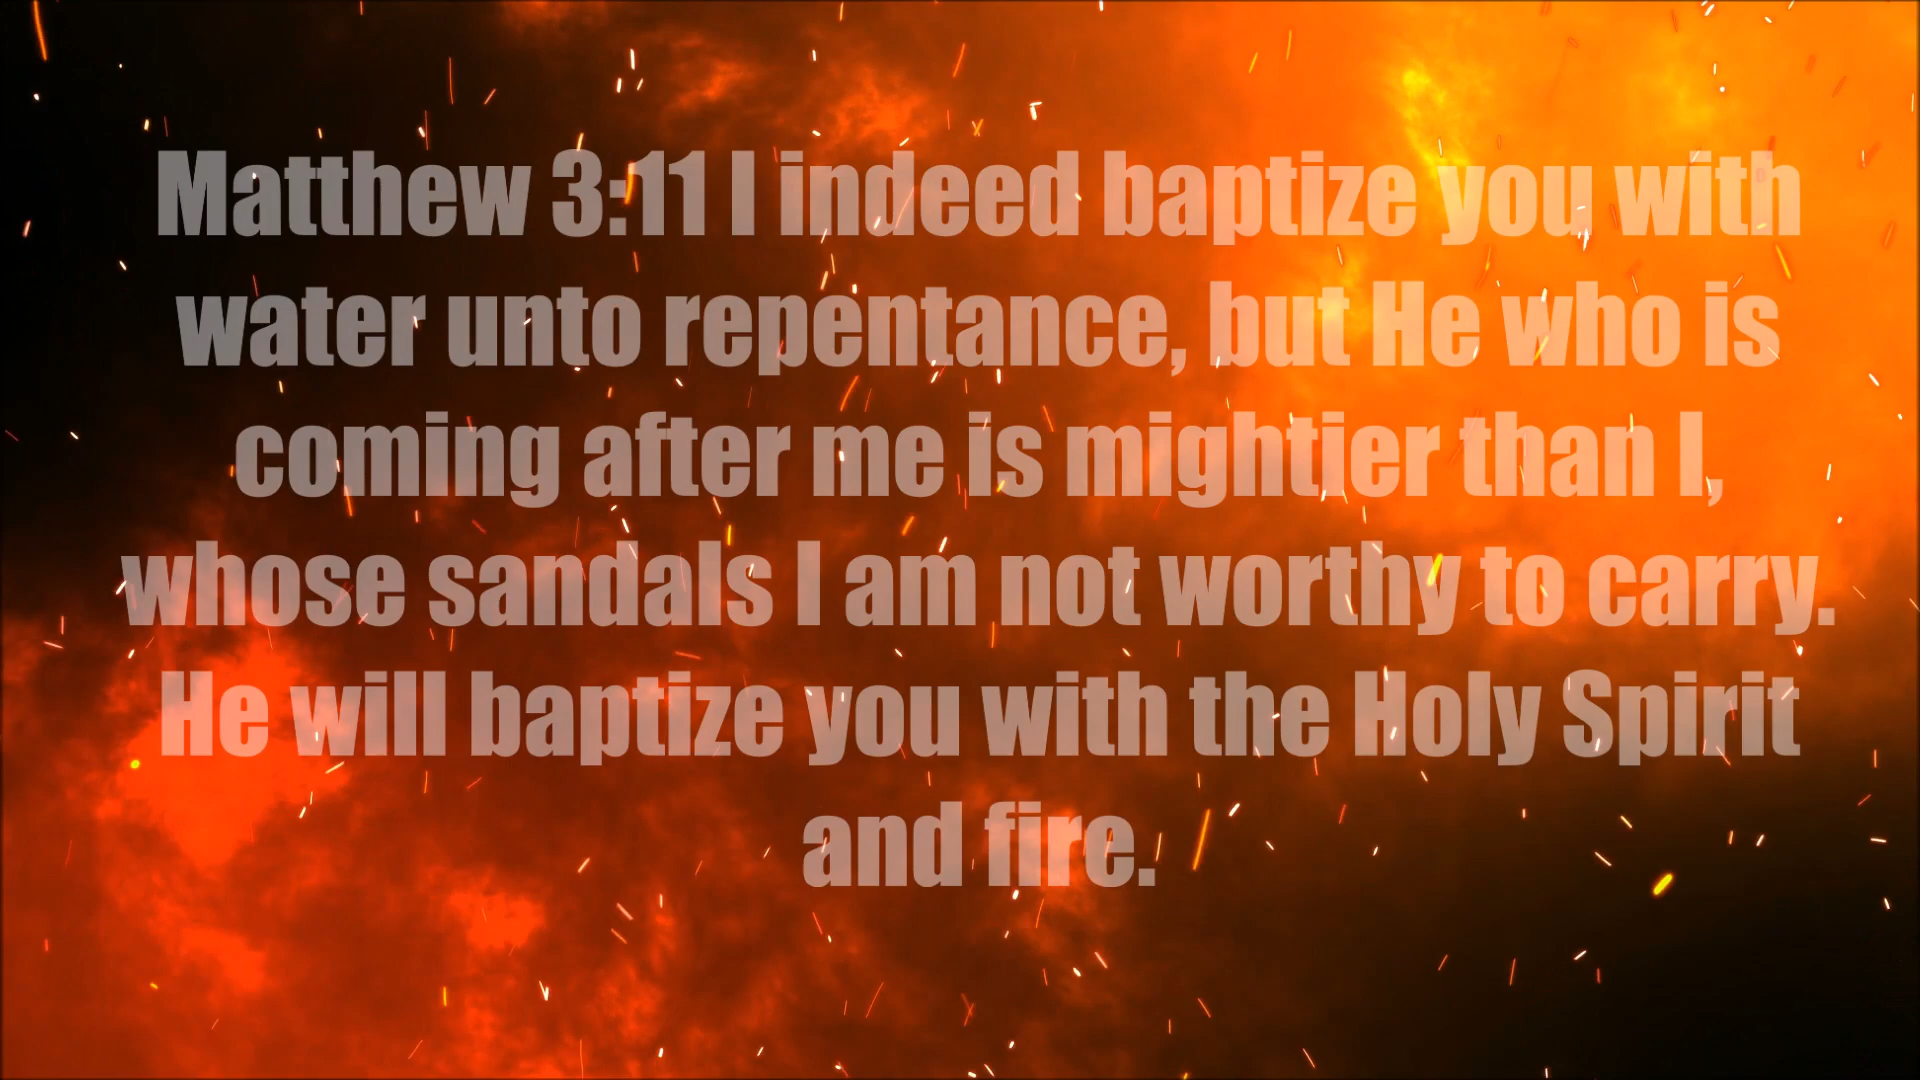 Matthew 3:11 I indeed baptize you with
water unto repentance, but He who is
coming after me is mightier than I,
whose sandals I am not worthy to carry.
He will baptize you with the Holy Spirit
and fire.